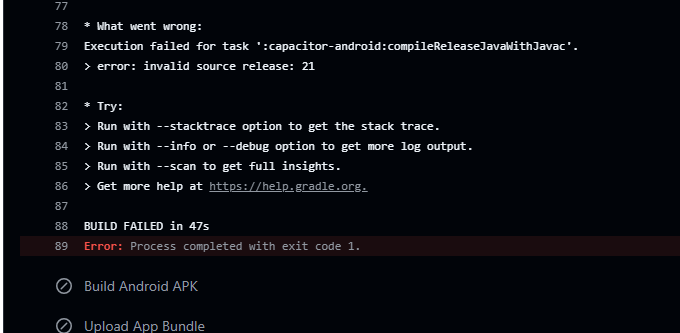 77
78 * What went wrong:
79 Execution failed for task ':capacitor-android:compileReleaseJavaWithJavac'.
80 > error: invalid source release: 21
81
82 * Try:
83 > Run with --stacktrace option to get the stack trace.
84 > Run with --info or --debug option to get more log output.
85 > Run with --scan to get full insights.
86 > Get more help at https://help.gradle.org.
87
88 BUILD FAILED in 47s
89 Error: Process completed with exit code 1.
Build Android APK
Upload App Bundle